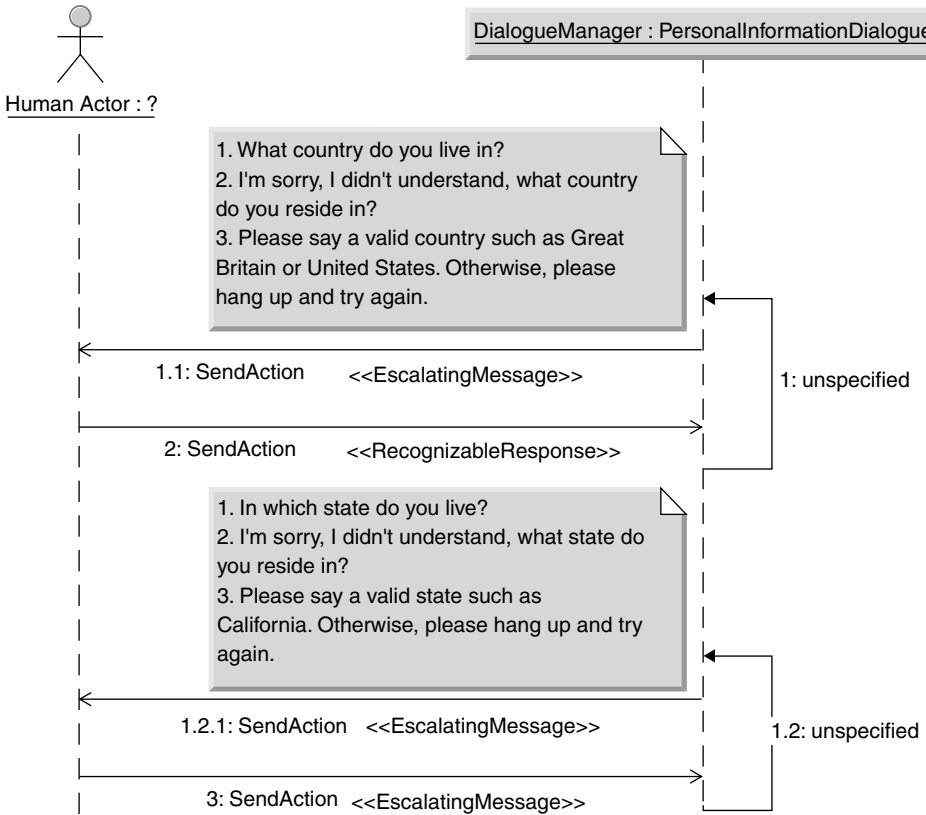 DialogueManager : PersonalInformationDialogue
Human Actor : ?
1. What country do you live in?
2. I'm sorry, I didn't understand, what country
do you reside in?
3. Please say a valid country such as Great
Britain or United States. Otherwise, please
hang up and try again.
1.1: SendAction <<EscalatingMessage>>
1: unspecified
2: SendAction <<RecognizableResponse>>
1. In which state do you live?
2. I'm sorry, I didn't understand, what state do
you reside in?
3. Please say a valid state such as
California. Otherwise, please hang up and try
again.
1.2.1: SendAction <<EscalatingMessage>>
1.2: unspecified
3: SendAction <<EscalatingMessage>>